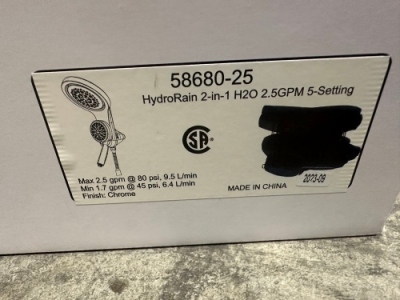 58680-25
HydroRain 2-in-1 H2O 2.5GPM 5-Setting
SA
Max 2.5 gpm @ 80 psi, 9.5 L/min
Min 1.7 gpm @ 45 psi, 6.4 L/min
Finish: Chrome
MADE IN CHINA
2023-09